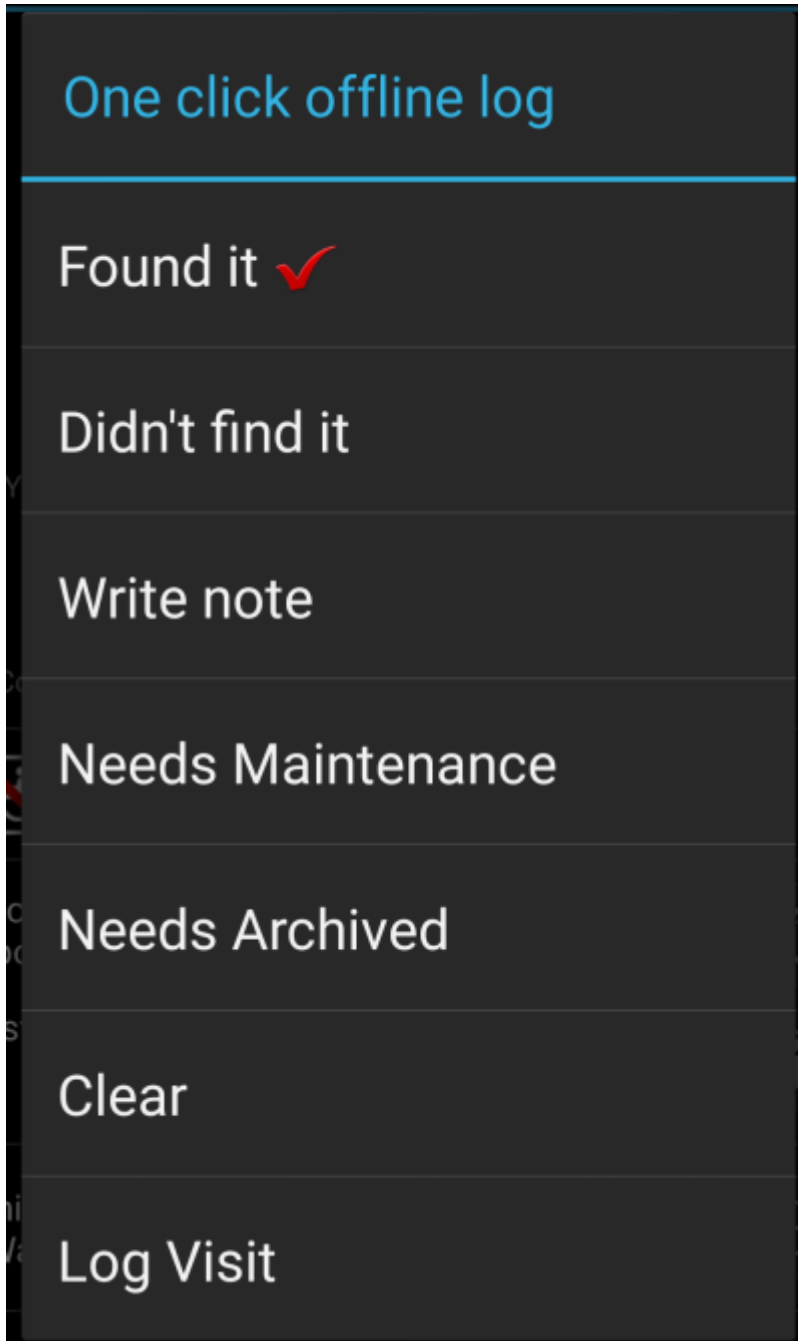 One click offline log
Found it
Didn't find it
Write note
Needs Maintenance
Needs Archived
Clear
Log Visit